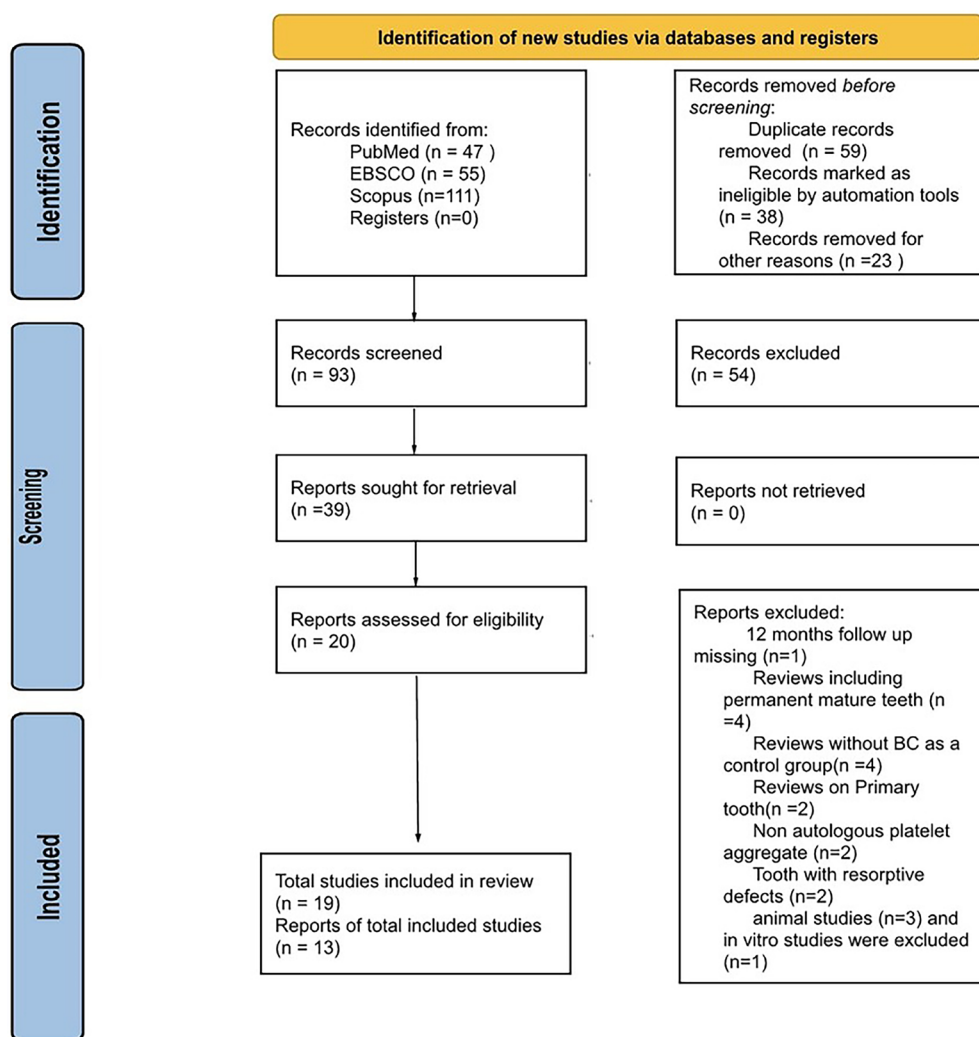 Identification of new studies via databases and registers
Identification
Records identified from:
PubMed (n = 47 )
EBSCO (n = 55)
Scopus (n=111)
Registers (n=0)
Records removed before
screening:
Duplicate records
removed (n = 59)
Records marked as
ineligible by automation tools
(n = 38)
Records removed for
other reasons (n =23 )
Screening
Records screened
(n = 93)
Records excluded
(n = 54)
Reports sought for retrieval
(n =39)
Reports not retrieved
(n = 0)
Reports assessed for eligibility
(n = 20)
Reports excluded:
12 months follow up
missing (n=1)
Reviews including
permanent mature teeth (n
=4)
Reviews without BC as a
control group(n =4)
Reviews on Primary
tooth(n =2)
Non autologous platelet
aggregate (n=2)
Tooth with resorptive
defects (n=2)
animal studies (n=3) and
in vitro studies were excluded
(n=1)
Included
Total studies included in review
(n = 19)
Reports of total included studies
(n = 13)